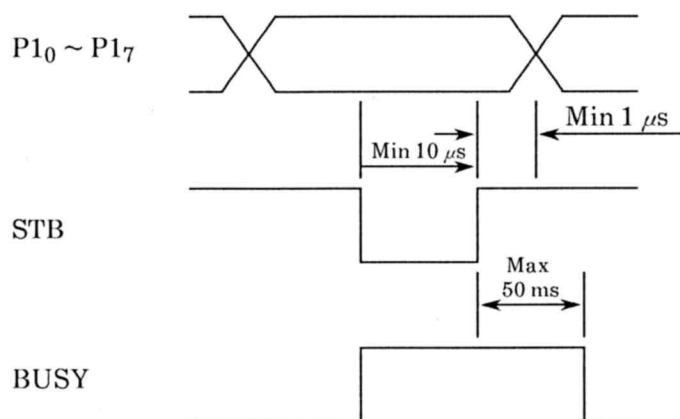 P1₀ ~ P1₇
Min 1 μs
Min 10 μs
STB
Max
50 ms
BUSY